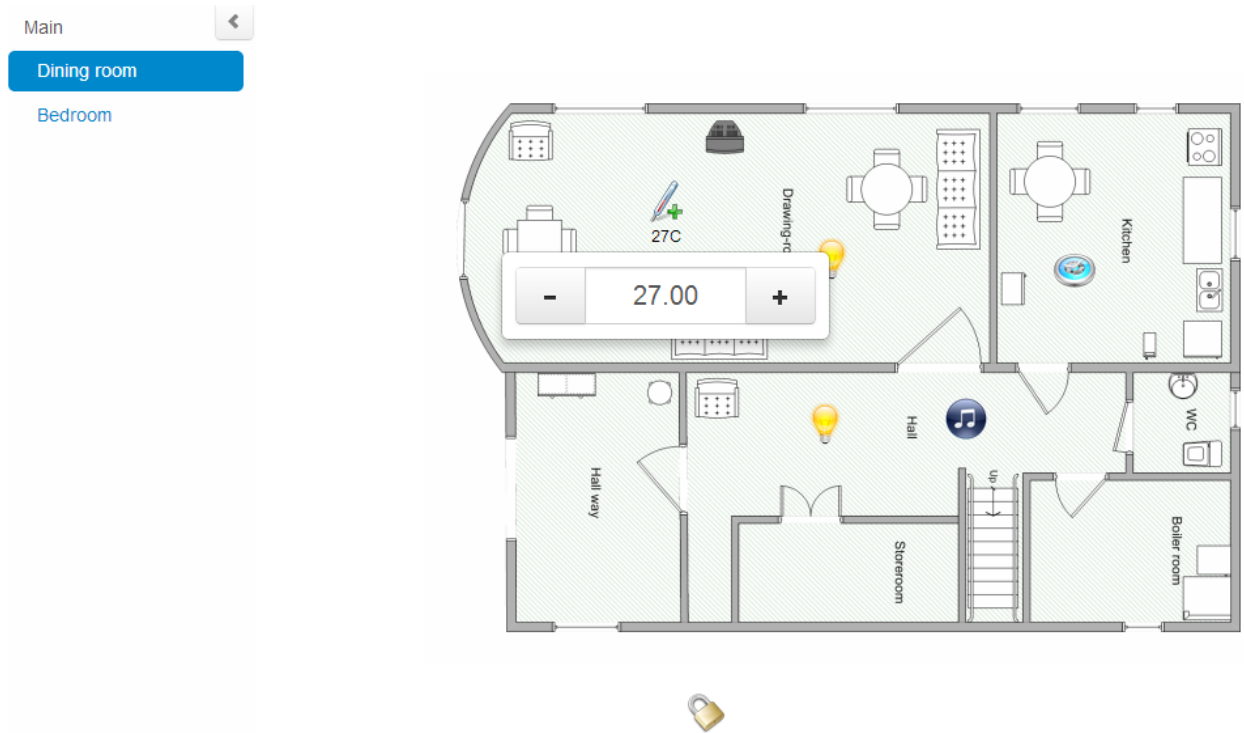 Main
Dining room
Bedroom
27C
Drawing-ro
- 27.00 +
Kitchen
Hall
WC
Up
Hall way
Storeroom
Boiler room